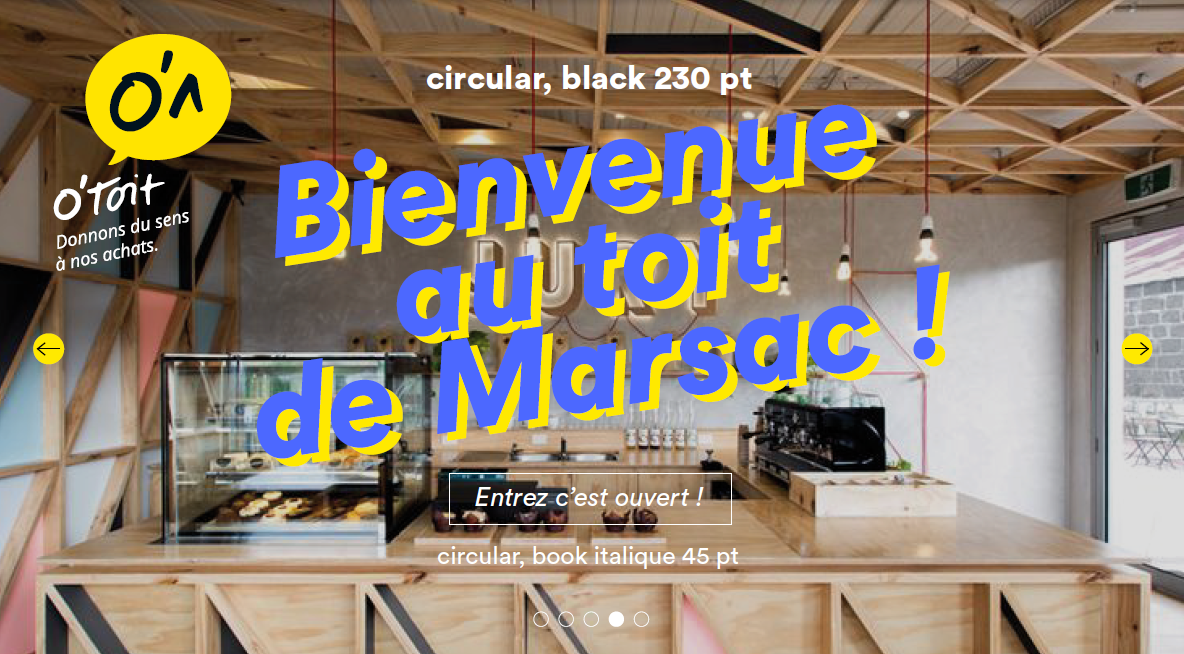 O'
circular, black 230 pt
Bienvenue
au toit
de Marsac !
O'Toit
Donnons du sens
à nos achats.
Entrez c'est ouvert !
circular, book italique 45 pt